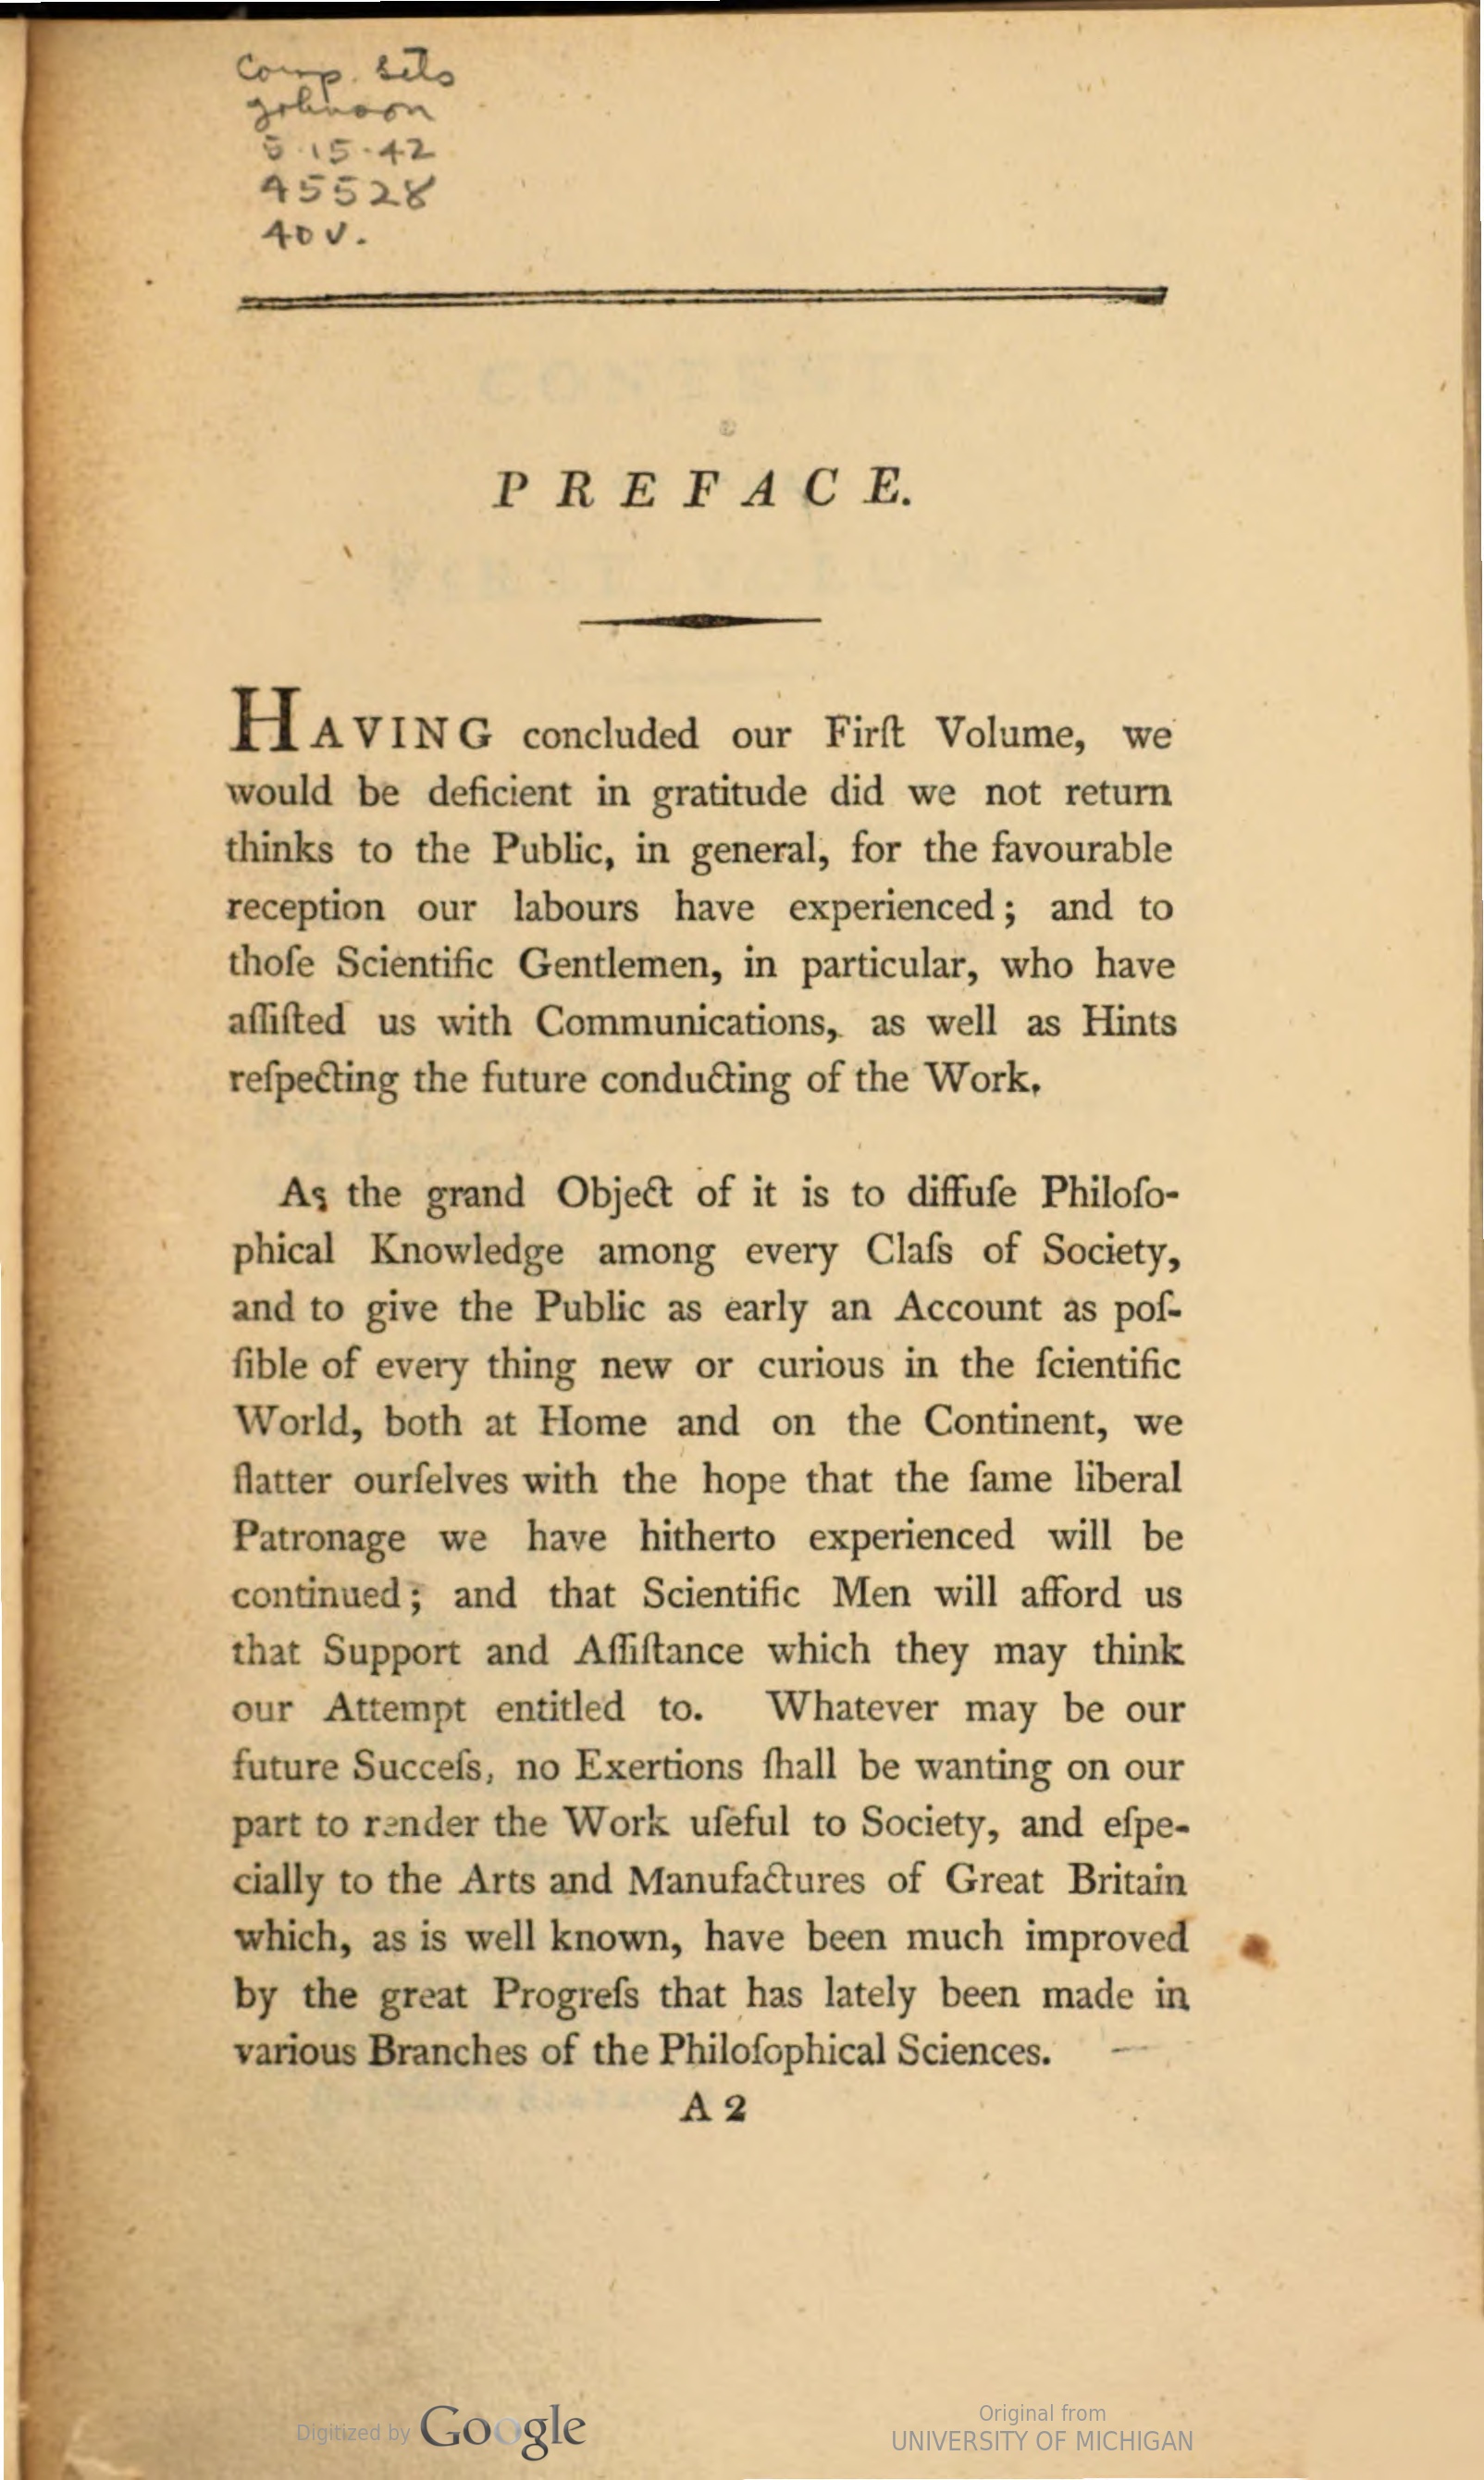 Comp. sets
Johnson
5-15-42
45528
40 v.
PREFACE.
HAVING concluded our Firſt Volume, we
would be deficient in gratitude did we not return
thinks to the Public, in general, for the favourable
reception our labours have experienced; and to
thoſe Scientific Gentlemen, in particular, who have
aſſiſted us with Communications, as well as Hints
reſpecting the future conducting of the Work.
As the grand Object of it is to diffuſe Philoſo-
phical Knowledge among every Claſs of Society,
and to give the Public as early an Account as poſ-
ſible of every thing new or curious in the ſcientific
World, both at Home and on the Continent, we
flatter ourſelves with the hope that the ſame liberal
Patronage we have hitherto experienced will be
continued; and that Scientific Men will afford us
that Support and Aſſiſtance which they may think
our Attempt entitled to. Whatever may be our
future Succeſs, no Exertions ſhall be wanting on our
part to render the Work uſeful to Society, and eſpe-
cially to the Arts and Manufactures of Great Britain
which, as is well known, have been much improved
by the great Progreſs that has lately been made in
various Branches of the Philoſophical Sciences.
A 2
Digitized by Google
Original from
UNIVERSITY OF MICHIGAN